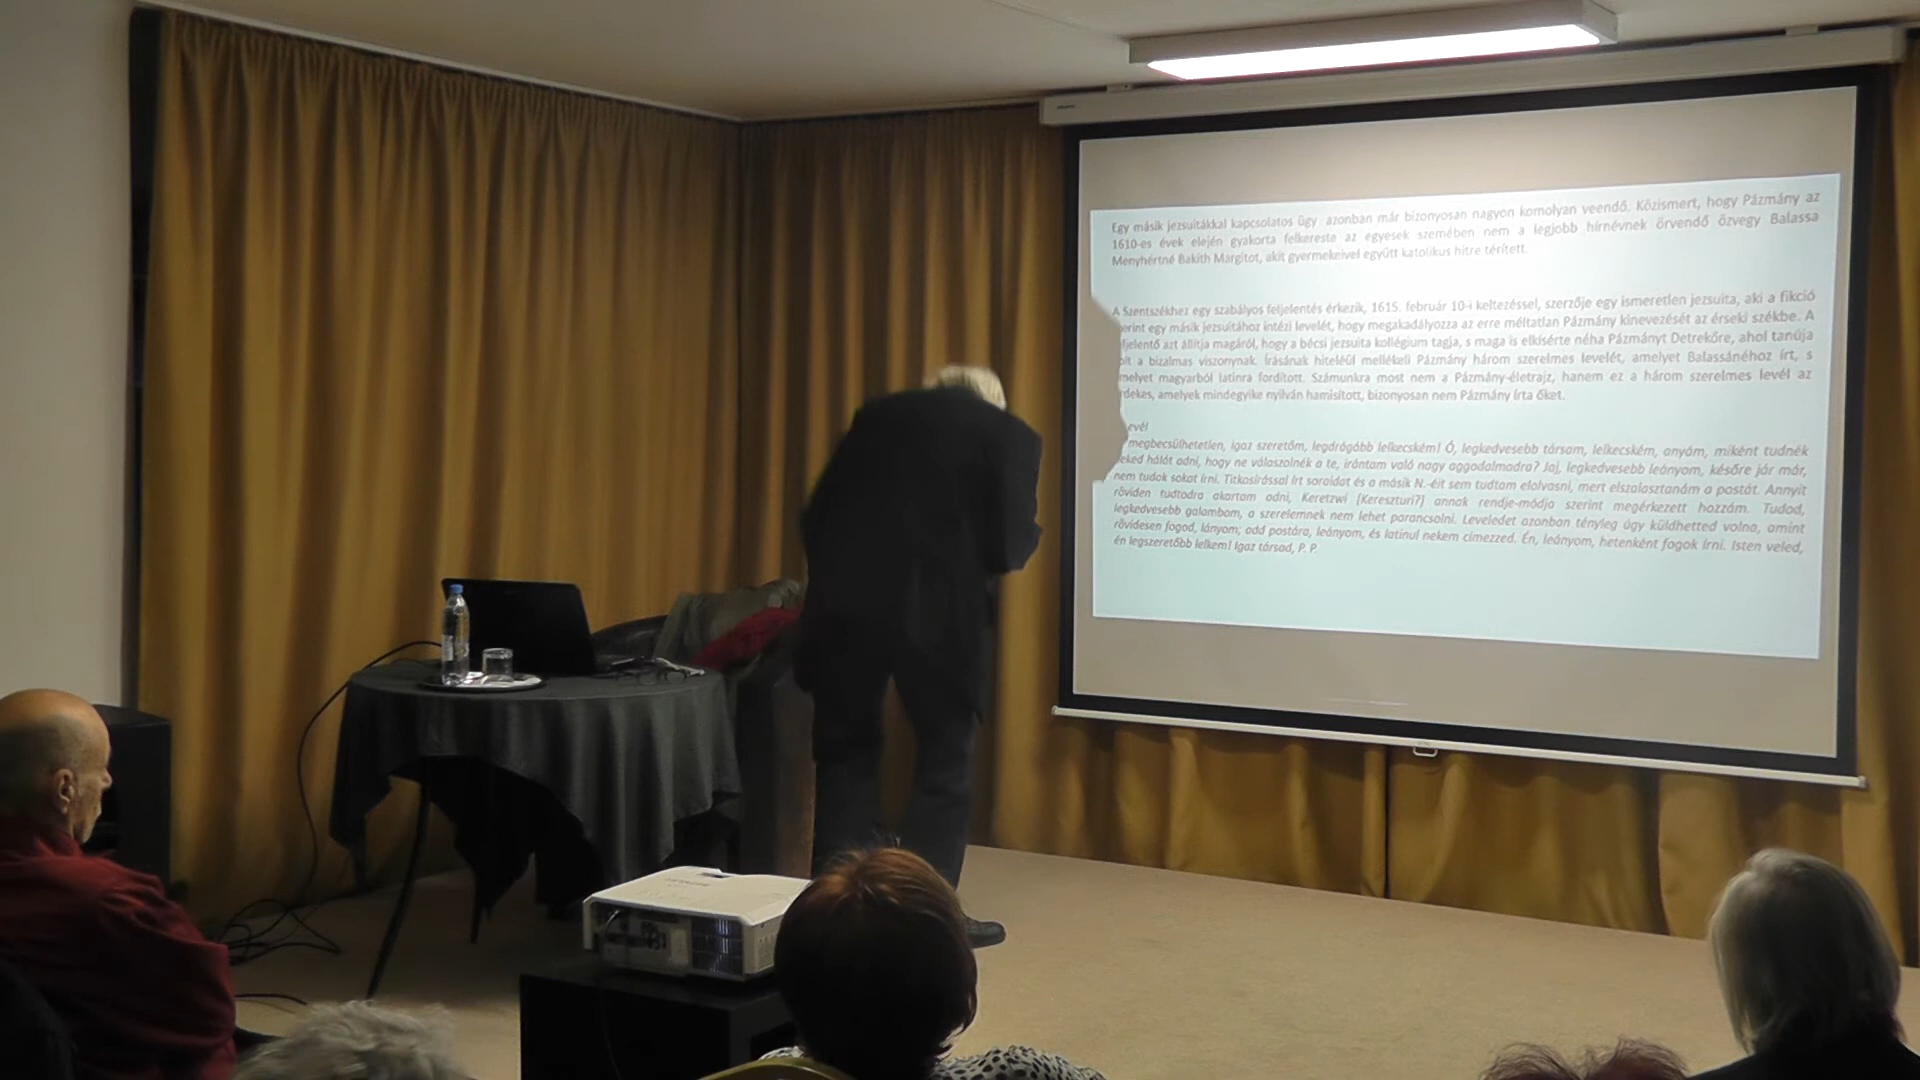 Egy másik jezsuitákkal kapcsolatos ügy azonban már bizonyosan nagyon komolyan veendő. Közismert, hogy Pázmány az
1610-es évek elején gyakorta felkereste az egyesek szemében nem a legjobb hírnévnek örvendő özvegy Balassa
Menyhértné Bakith Margitot, akit gyermekeivel együtt katolikus hitre térített.
A Szentszékhez egy szabályos feljelentés érkezik, 1615. február 10-i keltezéssel, szerzője egy ismeretlen jezsuita, aki a fikció
erint egy másik jezsuitához intézi levelét, hogy megakadályozza az erre méltatlan Pázmány kinevezését az érseki székbe. A
ljelentő azt állítja magáról, hogy a bécsi jezsuita kollégium tagja, s maga is elkísérte néha Pázmányt Detrekőre, ahol tanúja
olt a bizalmas viszonynak. Írásának hiteléül mellékeli Pázmány három szerelmes levelét, amelyet Balassánéhoz írt, s
melyet magyarból latinra fordított. Számunkra most nem a Pázmány-életrajz, hanem ez a három szerelmes levél az
rdekes, amelyek mindegyike nyilván hamisított, bizonyosan nem Pázmány írta őket.
evél
megbecsülhetetlen, igaz szeretőm, legdrágább lelkecském! Ó, legkedvesebb társam, lelkecském, anyám, miként tudnék
eked hálát adni, hogy ne válaszolnék a te, irántam való nagy aggodalmadra? Jaj, legkedvesebb leányom, későre jár már,
nem tudok sokat írni. Titkosírással írt soraidat és a másik N.-éit sem tudtam elolvasni, mert elszalasztanám a postát. Annyit
röviden tudtodra akartam adni, Keretzwi [Kereszturi?] annak rendje-módja szerint megérkezett hozzám. Tudod,
legkedvesebb galambom, a szerelemnek nem lehet parancsolni. Leveledet azonban tényleg úgy küldhetted volna, amint
rövidesen fogod, lányom; add postára, leányom, és latinul nekem címezzed. Én, leányom, hetenként fogok írni. Isten veled,
én legszeretőbb lelkem! Igaz társad, P. P.